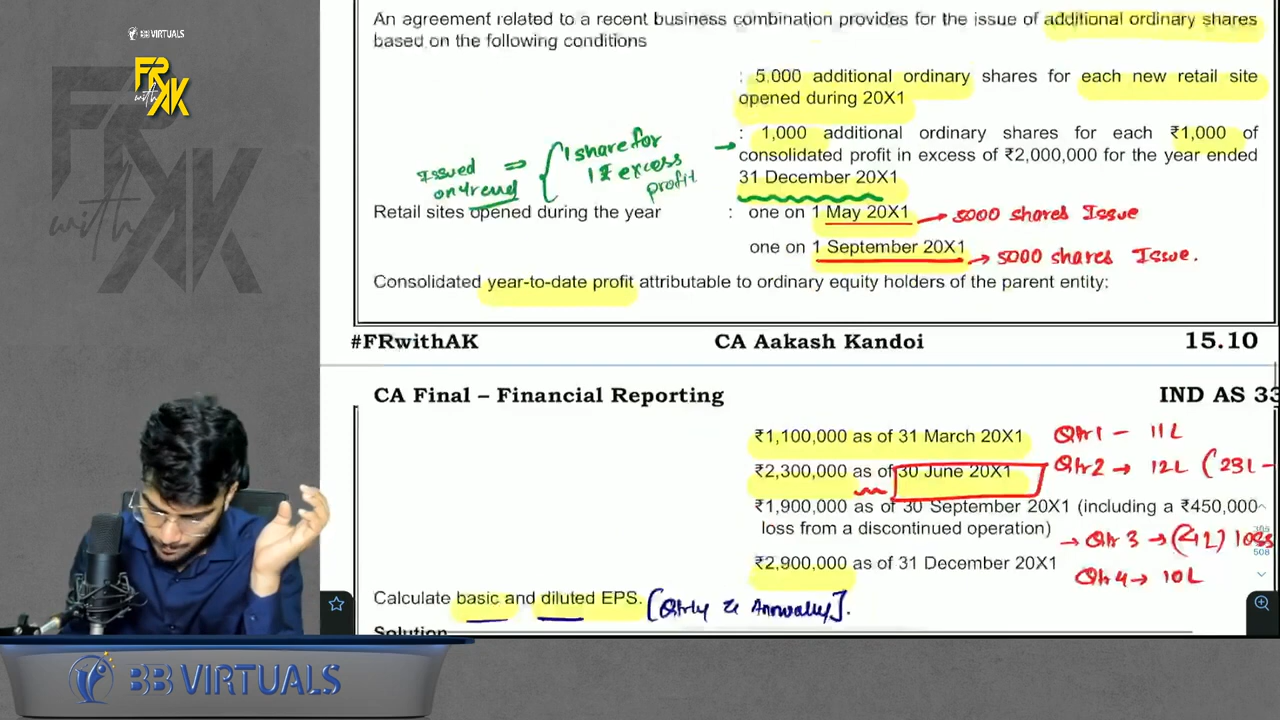 BB VIRTUALS
FR
with
AK
FR
with
AK
An agreement related to a recent business combination provides for the issue of additional ordinary shares
based on the following conditions
: 5.000 additional ordinary shares for each new retail site
opened during 20X1
: 1,000 additional ordinary shares for each ₹1,000 of
consolidated profit in excess of ₹2,000,000 for the year ended
31 December 20X1
Issued
on yr end
⇒ { 1 share for
1 ₹ excess
profit
Retail sites opened during the year : one on 1 May 20X1 → 5000 shares Issue
one on 1 September 20X1 → 5000 shares Issue.
Consolidated year-to-date profit attributable to ordinary equity holders of the parent entity:
#FRwithAK CA Aakash Kandoi 15.10
CA Final – Financial Reporting IND AS 33
₹1,100,000 as of 31 March 20X1 Qtr1 – 11L
₹2,300,000 as of 30 June 20X1 Qtr2 → 12L (23L –
₹1,900,000 as of 30 September 20X1 (including a ₹450,000
loss from a discontinued operation) → Qtr 3 → (4L) loss
₹2,900,000 as of 31 December 20X1 Qtr4 → 10L
Calculate basic and diluted EPS. [Qtrly & Annually].
Solution
BB VIRTUALS